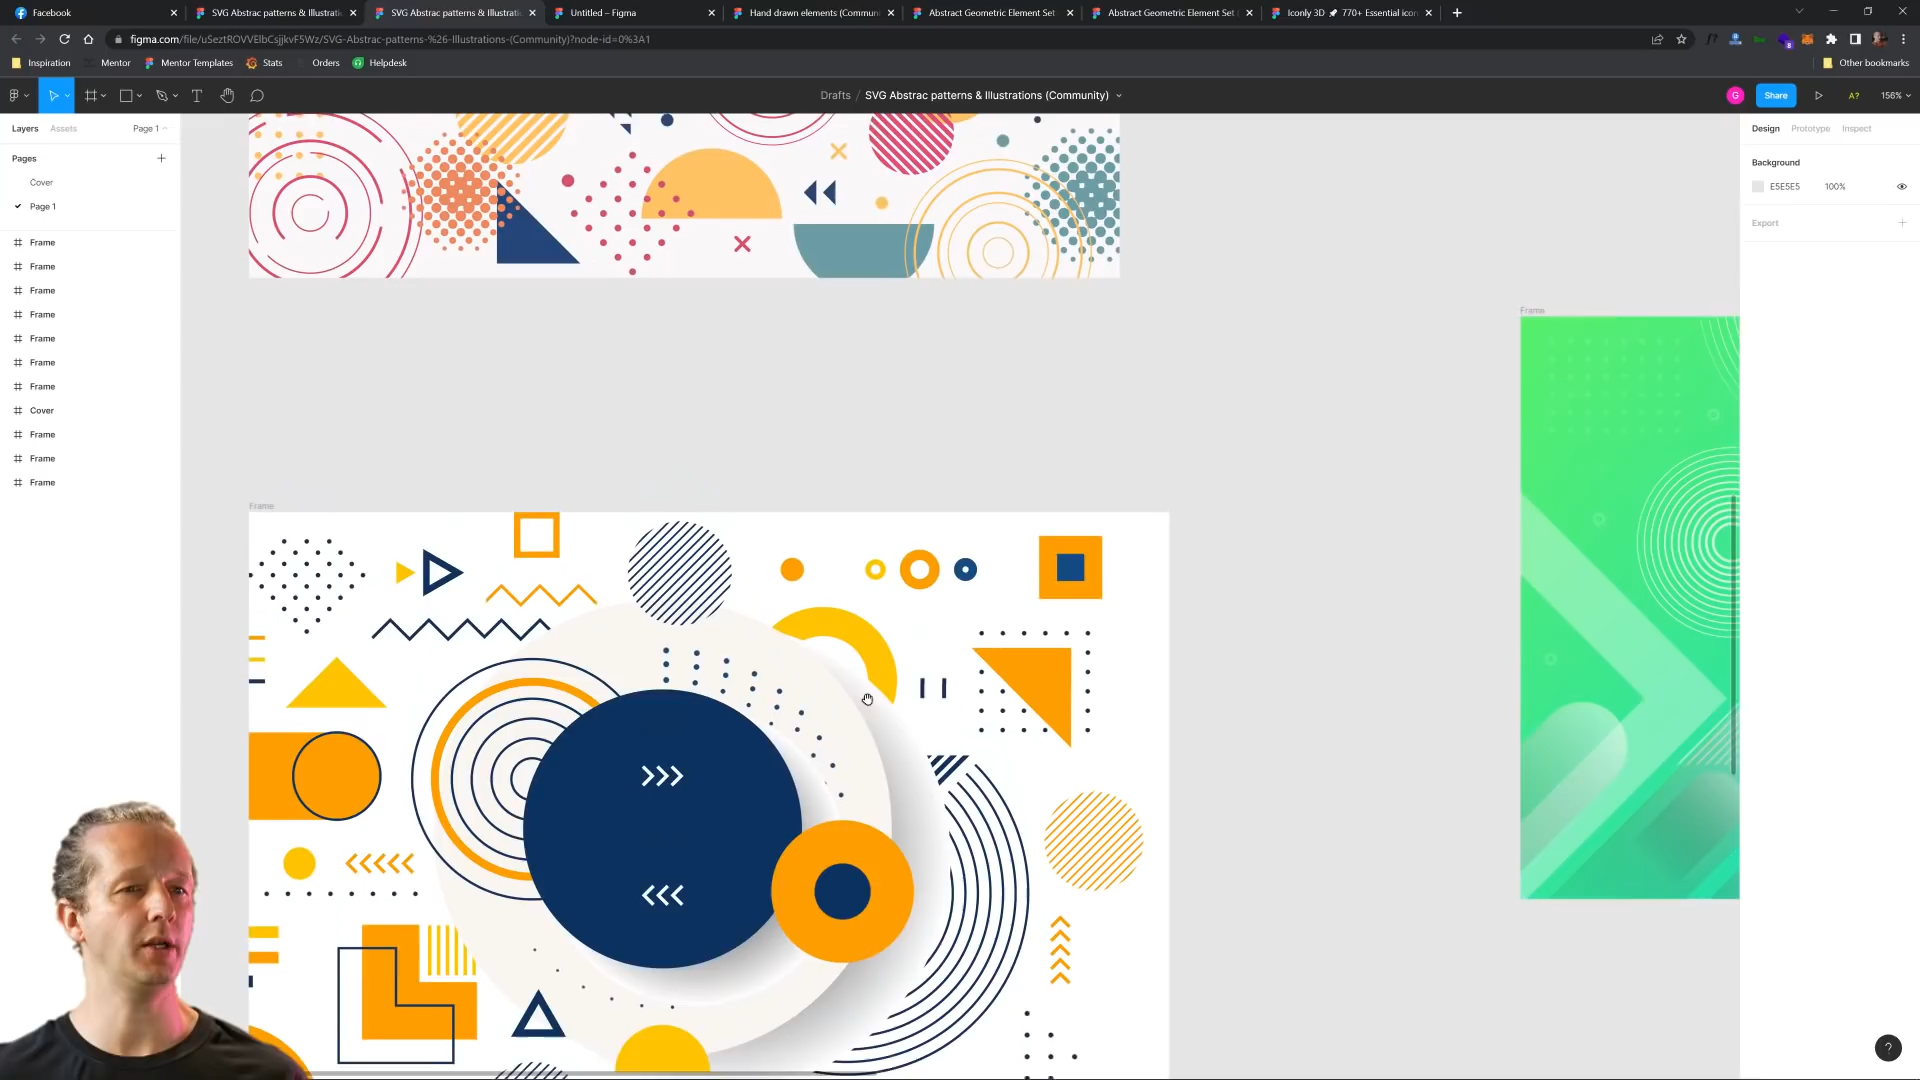 Facebook
SVG Abstrac patterns & Illustrati
SVG Abstrac patterns & Illustrati
Untitled – Figma
Hand drawn elements (Commun
Abstract Geometric Element Set
Abstract Geometric Element Set
Iconly 3D 📌 770+ Essential icon
figma.com/file/uSeztROVVElbCsjjkvF5Wz/SVG-Abstrac-patterns-%26-Illustrations-(Community)?node-id=0%3A1
Inspiration
Mentor
Mentor Templates
Stats
Orders
Helpdesk
Other bookmarks
Drafts / SVG Abstrac patterns & Illustrations (Community)
G
Share
A?
156%
Layers
Assets
Page 1
Design
Prototype
Inspect
Pages
Cover
Page 1
Background
E5E5E5
100%
Export
Frame
Frame
Frame
Frame
Frame
Frame
Frame
Cover
Frame
Frame
Frame
Frame
Frame
?